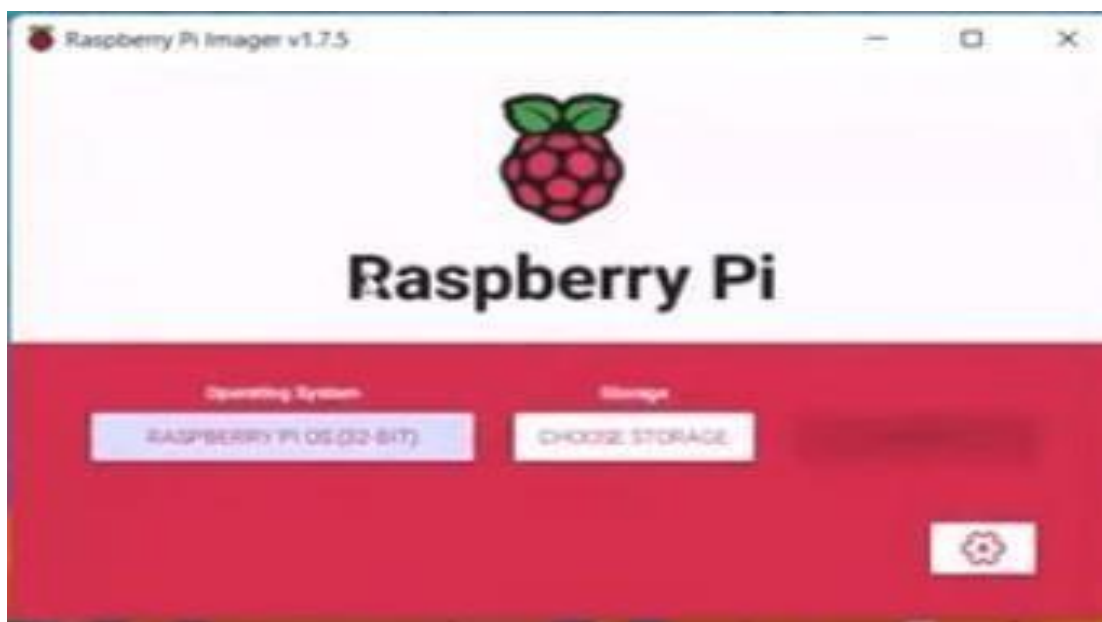 Raspberry Pi Imager v1.7.5
Raspberry Pi
Operating System
Storage
RASPBERRY PI OS (32-BIT)
CHOOSE STORAGE